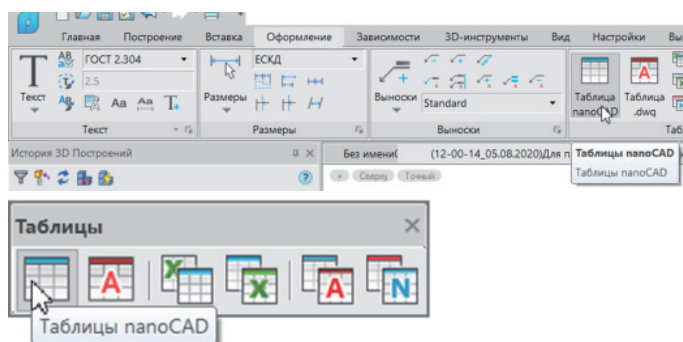 Главная Построение Вставка Оформление Зависимости 3D-инструменты Вид Настройки Вы
ГОСТ 2.304 ЕСКД
2.5
Текст Размеры Выноски Standard Таблица nanoCAD Таблица .dwg
Текст Размеры Выноски Таб
История 3D Построений Без имени( (12-00-14_05.08.2020)Для п Таблицы nanoCAD
Сверху Точный Таблицы nanoCAD
Таблицы
Таблицы nanoCAD